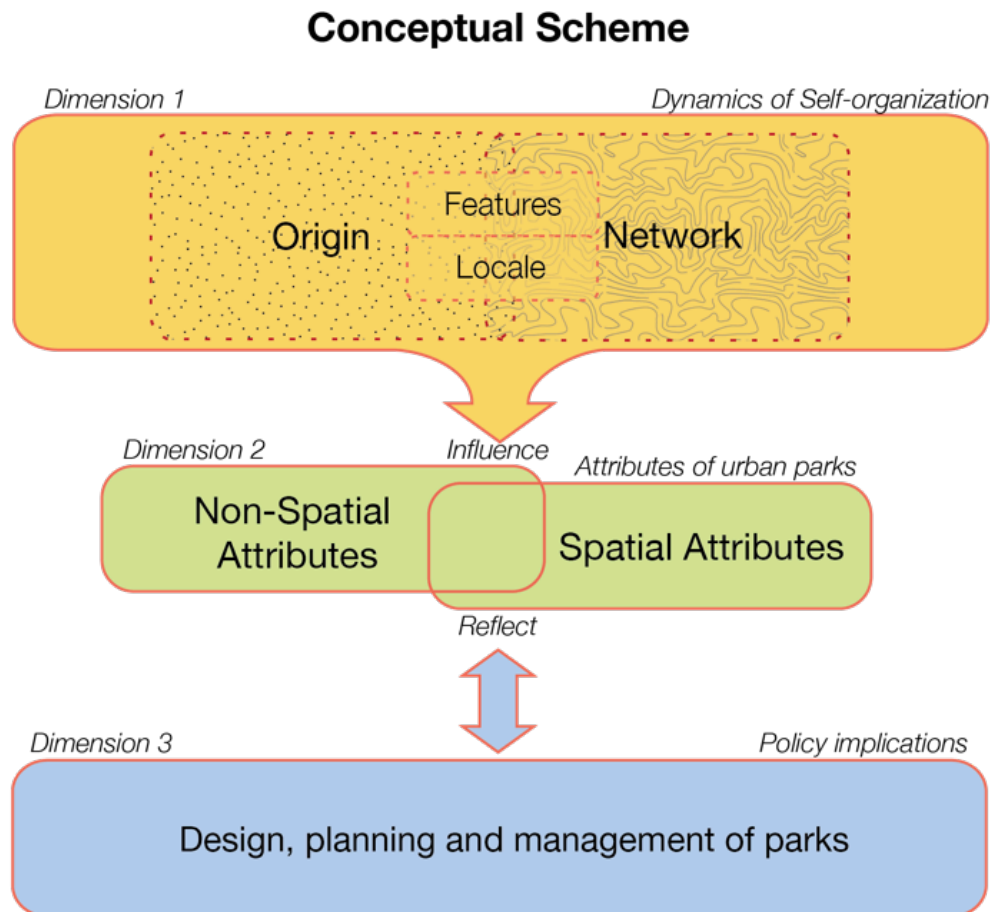 Conceptual Scheme
Dimension 1
Dynamics of Self-organization
Features
Origin
Network
Locale
Dimension 2
Influence
Attributes of urban parks
Non-Spatial
Attributes
Spatial Attributes
Reflect
Dimension 3
Policy implications
Design, planning and management of parks